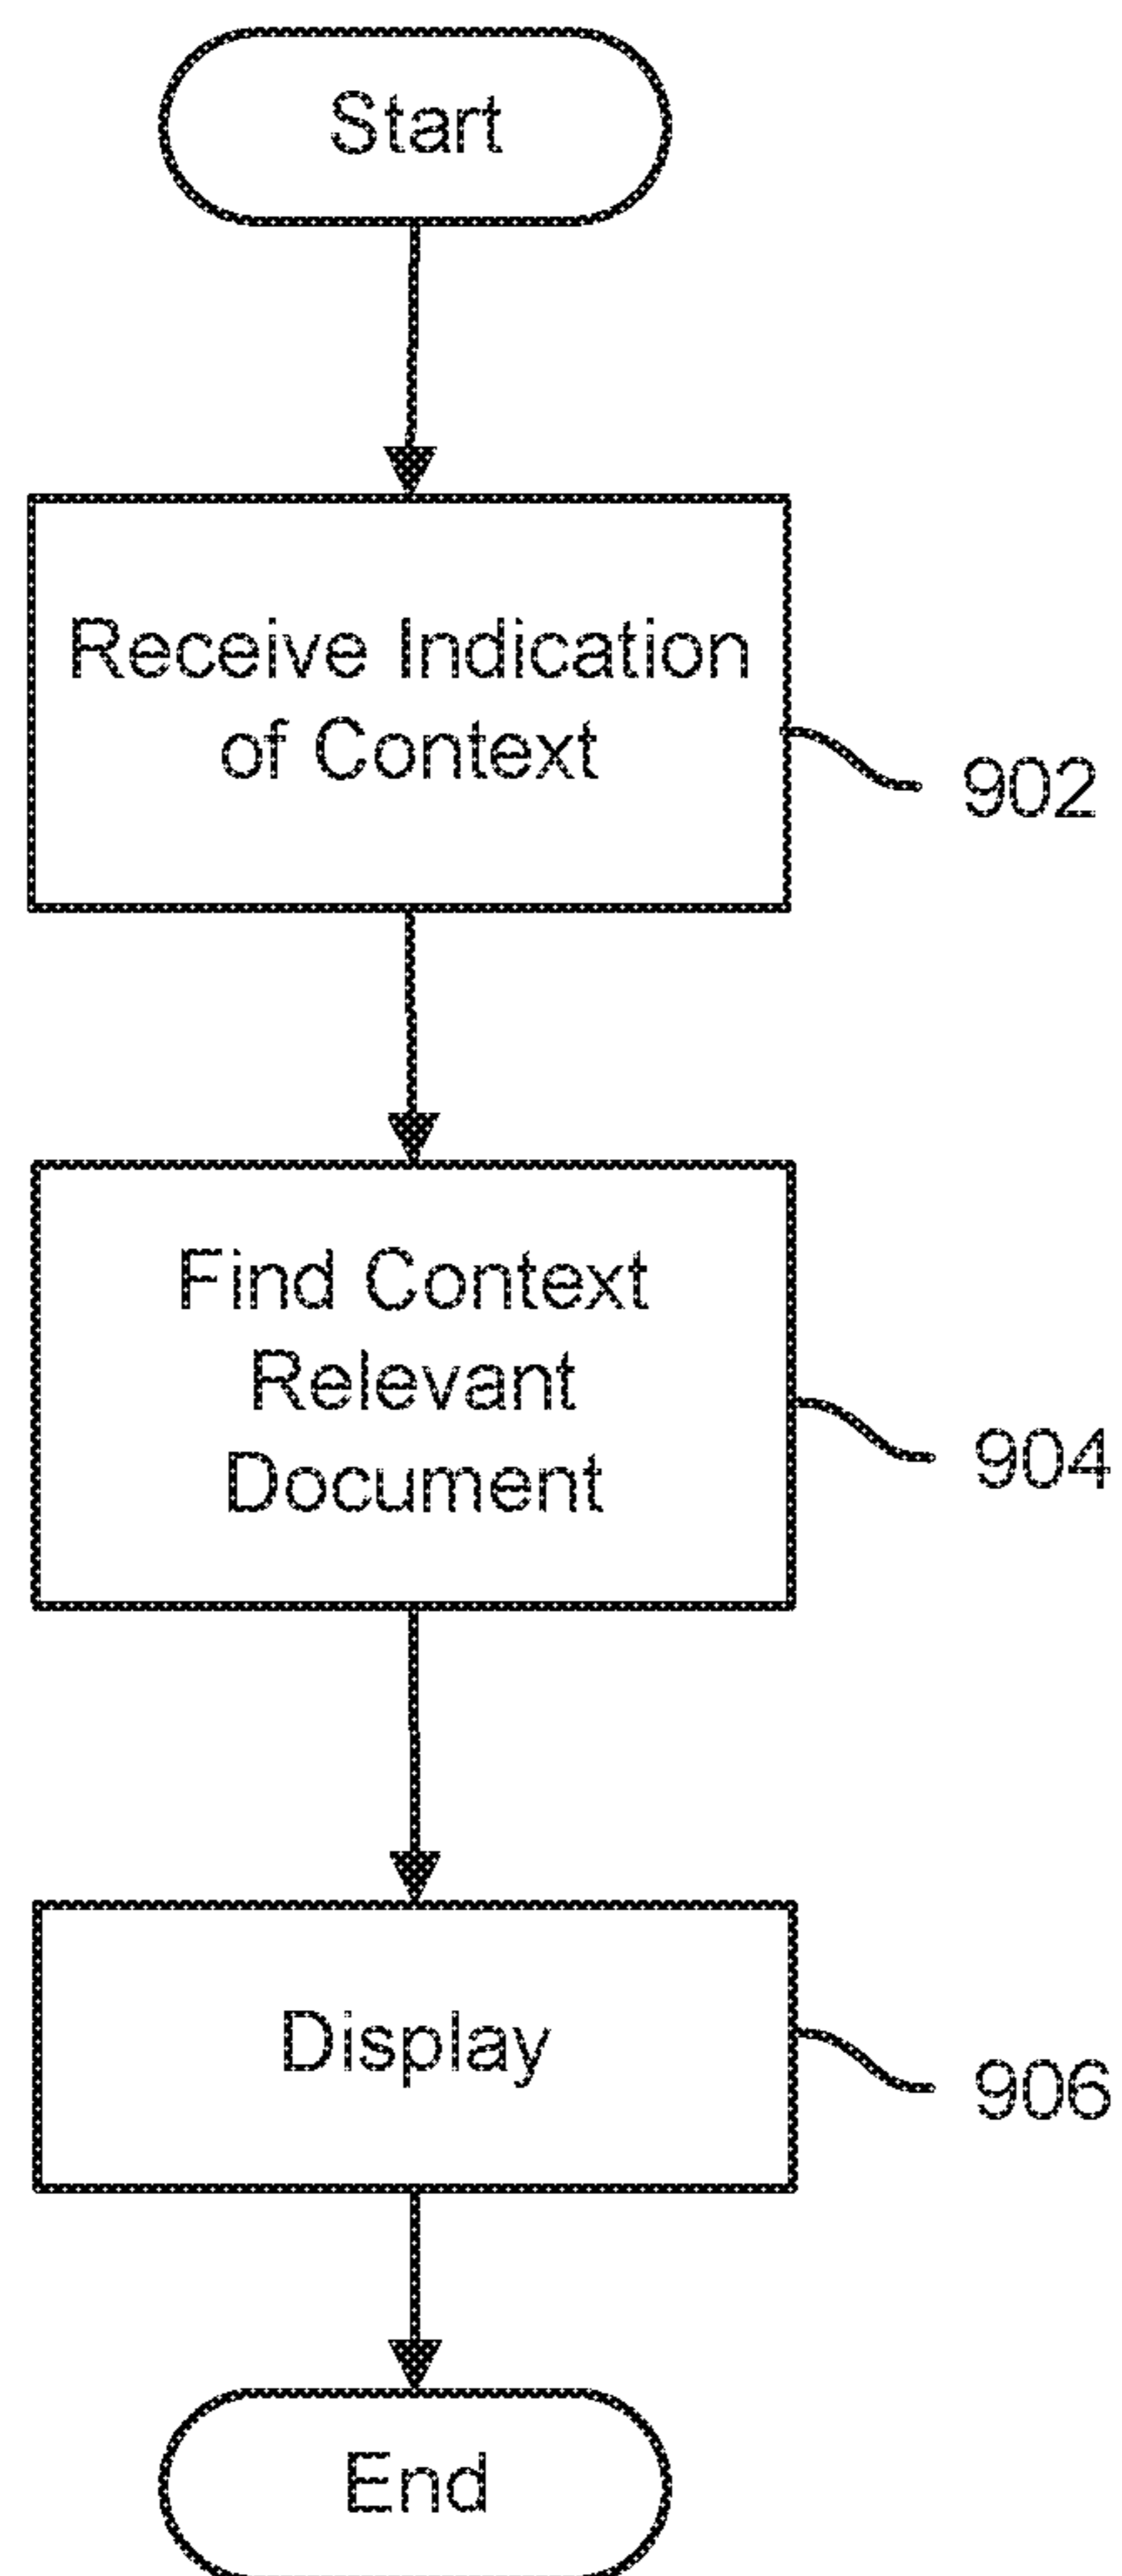 Start
Receive Indication
of Context
902
Find Context
Relevant
Document
904
Display
906
End